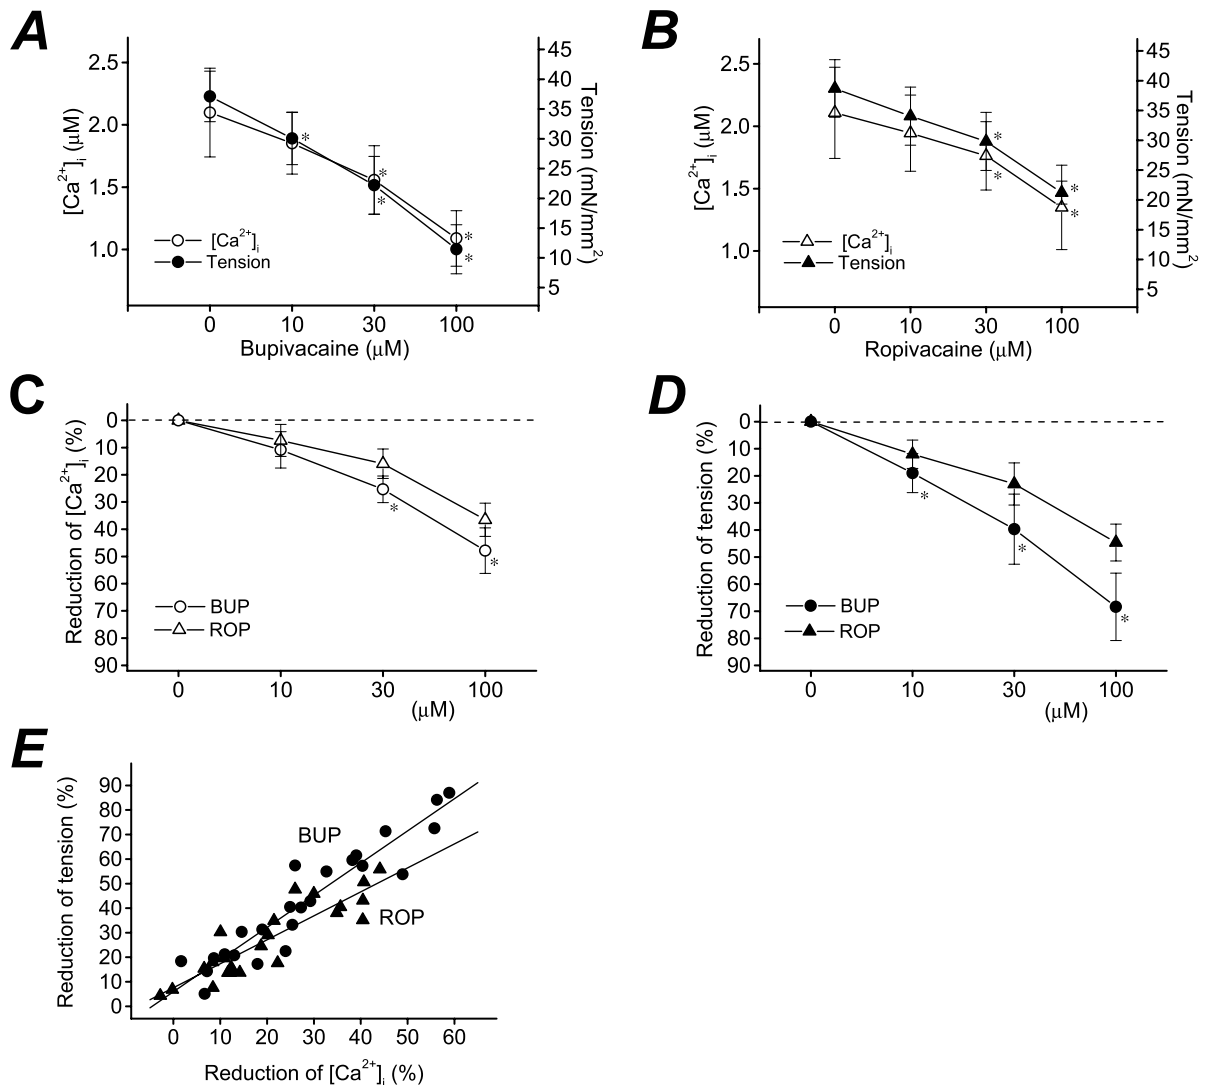 A
[Ca2+]i (μM)
2.5
2.0
1.5
1.0
Tension (mN/mm2)
45
40
35
30
25
20
15
10
5
*
*
*
*
*
[Ca2+]i
Tension
0 10 30 100
Bupivacaine (μM)
B
[Ca2+]i (μM)
2.5
2.0
1.5
1.0
Tension (mN/mm2)
45
40
35
30
25
20
15
10
5
*
*
*
*
[Ca2+]i
Tension
0 10 30 100
Ropivacaine (μM)
C
Reduction of [Ca2+]i (%)
0
10
20
30
40
50
60
70
80
90
*
*
BUP
ROP
0 10 30 100
(μM)
D
Reduction of tension (%)
0
10
20
30
40
50
60
70
80
90
*
*
*
BUP
ROP
0 10 30 100
(μM)
E
Reduction of tension (%)
90
80
70
60
50
40
30
20
10
0
BUP
ROP
0 10 20 30 40 50 60
Reduction of [Ca2+]i (%)